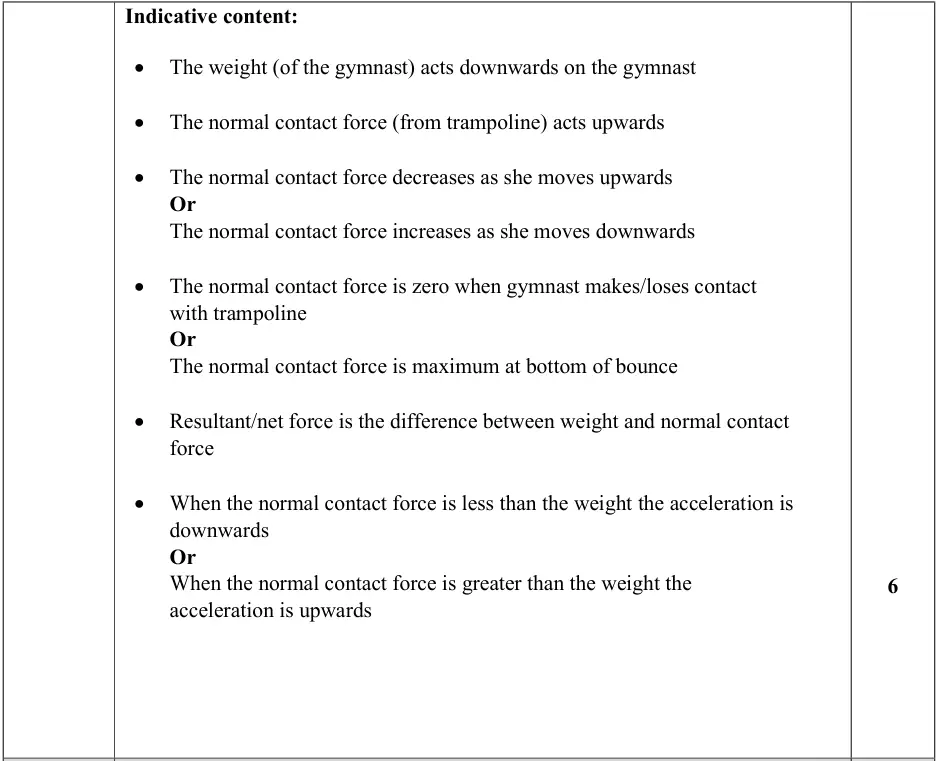 Indicative content:
• The weight (of the gymnast) acts downwards on the gymnast
• The normal contact force (from trampoline) acts upwards
• The normal contact force decreases as she moves upwards
Or
The normal contact force increases as she moves downwards
• The normal contact force is zero when gymnast makes/loses contact
with trampoline
Or
The normal contact force is maximum at bottom of bounce
• Resultant/net force is the difference between weight and normal contact
force
• When the normal contact force is less than the weight the acceleration is
downwards
Or
When the normal contact force is greater than the weight the
acceleration is upwards
6